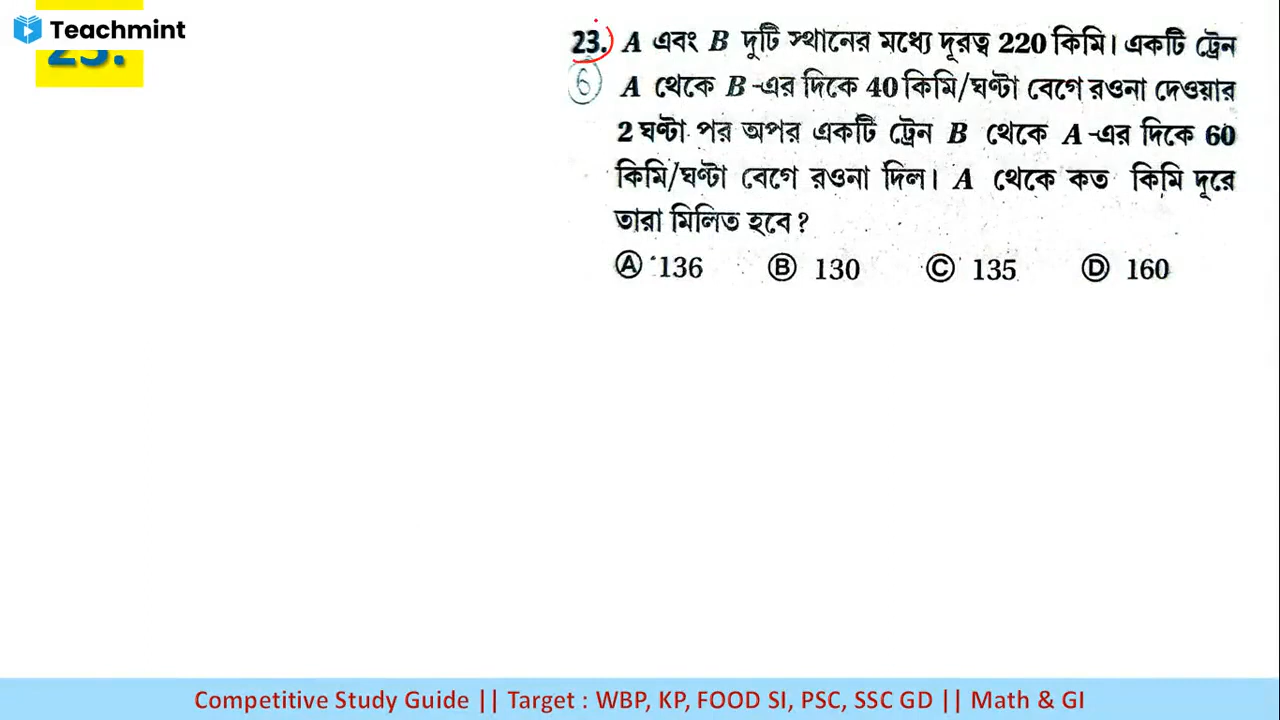 Teachmint
23.
23. A এবং B দুটি স্থানের মধ্যে দূরত্ব 220 কিমি। একটি ট্রেন
6 A থেকে B -এর দিকে 40 কিমি/ঘণ্টা বেগে রওনা দেওয়ার
2 ঘণ্টা পর অপর একটি ট্রেন B থেকে A -এর দিকে 60
কিমি/ঘণ্টা বেগে রওনা দিল। A থেকে কত কিমি দূরে
তারা মিলিত হবে?
Ⓐ 136 Ⓑ 130 Ⓒ 135 Ⓓ 160
Competitive Study Guide || Target : WBP, KP, FOOD SI, PSC, SSC GD || Math & GI